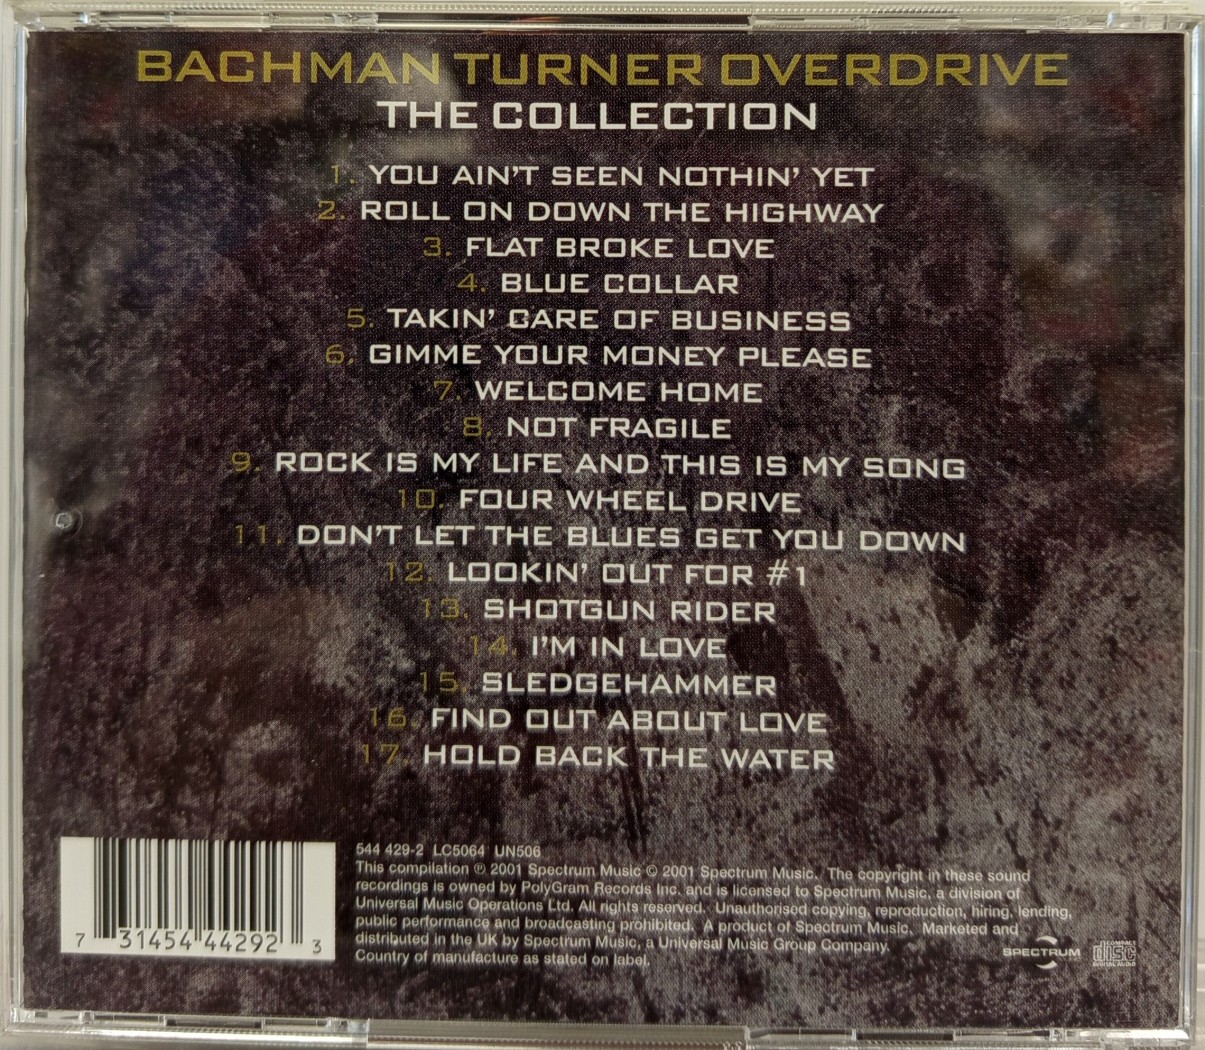 BACHMAN TURNER OVERDRIVE
THE COLLECTION
1. YOU AIN'T SEEN NOTHIN' YET
2. ROLL ON DOWN THE HIGHWAY
3. FLAT BROKE LOVE
4. BLUE COLLAR
5. TAKIN' CARE OF BUSINESS
6. GIMME YOUR MONEY PLEASE
7. WELCOME HOME
8. NOT FRAGILE
9. ROCK IS MY LIFE AND THIS IS MY SONG
10. FOUR WHEEL DRIVE
11. DON'T LET THE BLUES GET YOU DOWN
12. LOOKIN' OUT FOR #1
13. SHOTGUN RIDER
14. I'M IN LOVE
15. SLEDGEHAMMER
16. FIND OUT ABOUT LOVE
17. HOLD BACK THE WATER
544 429-2 LC5064 UN506
This compilation ℗ 2001 Spectrum Music © 2001 Spectrum Music. The copyright in these sound
recordings is owned by PolyGram Records Inc. and is licensed to Spectrum Music, a division of
Universal Music Operations Ltd. All rights reserved. Unauthorised copying, reproduction, hiring, lending,
public performance and broadcasting prohibited. A product of Spectrum Music. Marketed and
distributed in the UK by Spectrum Music, a Universal Music Group Company.
Country of manufacture as stated on label.
7 31454 44292 3
SPECTRUM
COMPACT
disc
DIGITAL AUDIO